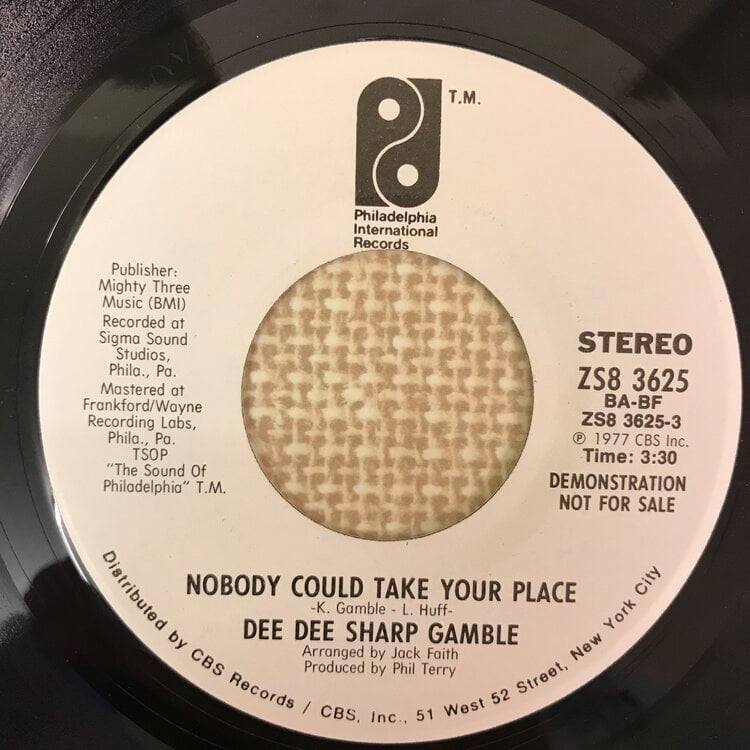 T.M.
Philadelphia
International
Records
Publisher:
Mighty Three
Music (BMI)
Recorded at
Sigma Sound
Studios,
Phila., Pa.
Mastered at
Frankford/Wayne
Recording Labs,
Phila., Pa.
TSOP
"The Sound Of
Philadelphia" T.M.
STEREO
ZS8 3625
BA-BF
ZS8 3625-3
℗ 1977 CBS Inc.
Time: 3:30
DEMONSTRATION
NOT FOR SALE
NOBODY COULD TAKE YOUR PLACE
-K. Gamble - L. Huff-
DEE DEE SHARP GAMBLE
Arranged by Jack Faith
Produced by Phil Terry
Distributed by CBS Records / CBS, Inc., 51 West 52 Street, New York City